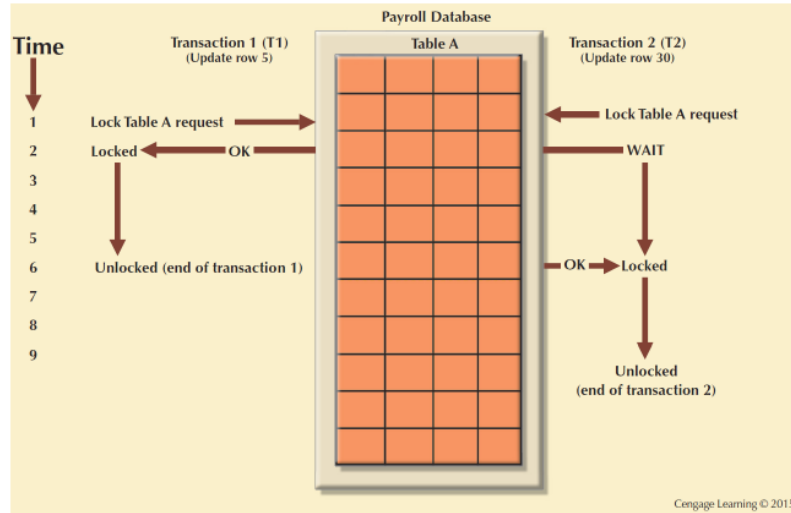 Payroll Database
Time
Transaction 1 (T1)
(Update row 5)
Table A
Transaction 2 (T2)
(Update row 30)
1
Lock Table A request
Lock Table A request
2
Locked
OK
WAIT
3
4
5
6
Unlocked (end of transaction 1)
OK
Locked
7
8
9
Unlocked
(end of transaction 2)
Cengage Learning © 2015